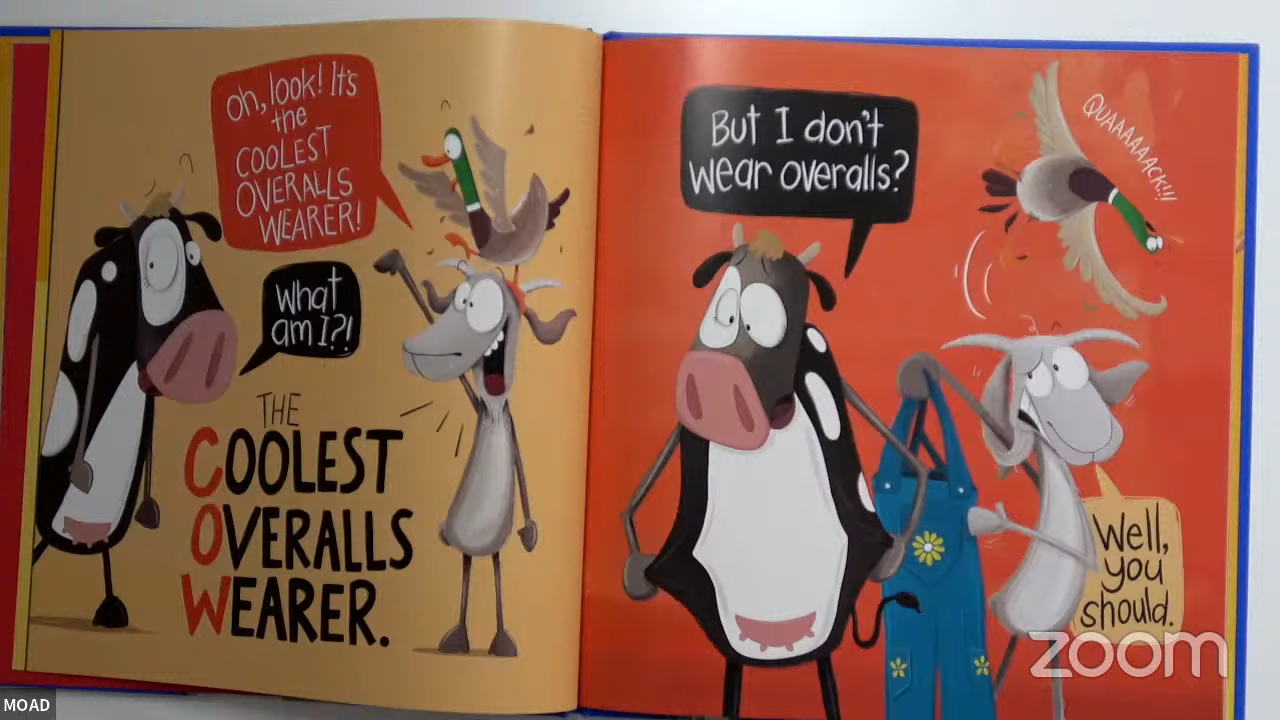 oh, look! It's
the
COOLEST
OVERALLS
WEARER!
What
am I?!
THE
COOLEST
OVERALLS
WEARER.
But I don't
wear overalls?
QUAAAAAACK!!!
Well,
you
should.
zoom
MOAD